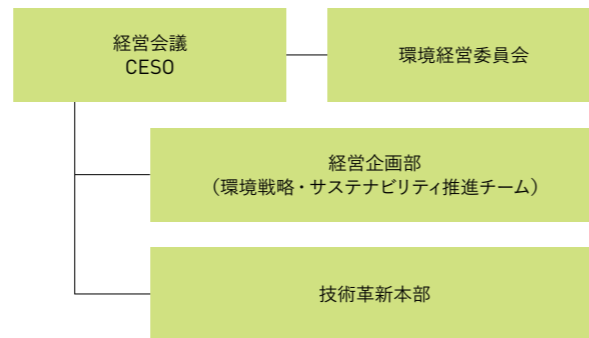 経営会議
CESO
環境経営委員会
経営企画部
（環境戦略・サステナビリティ推進チーム）
技術革新本部